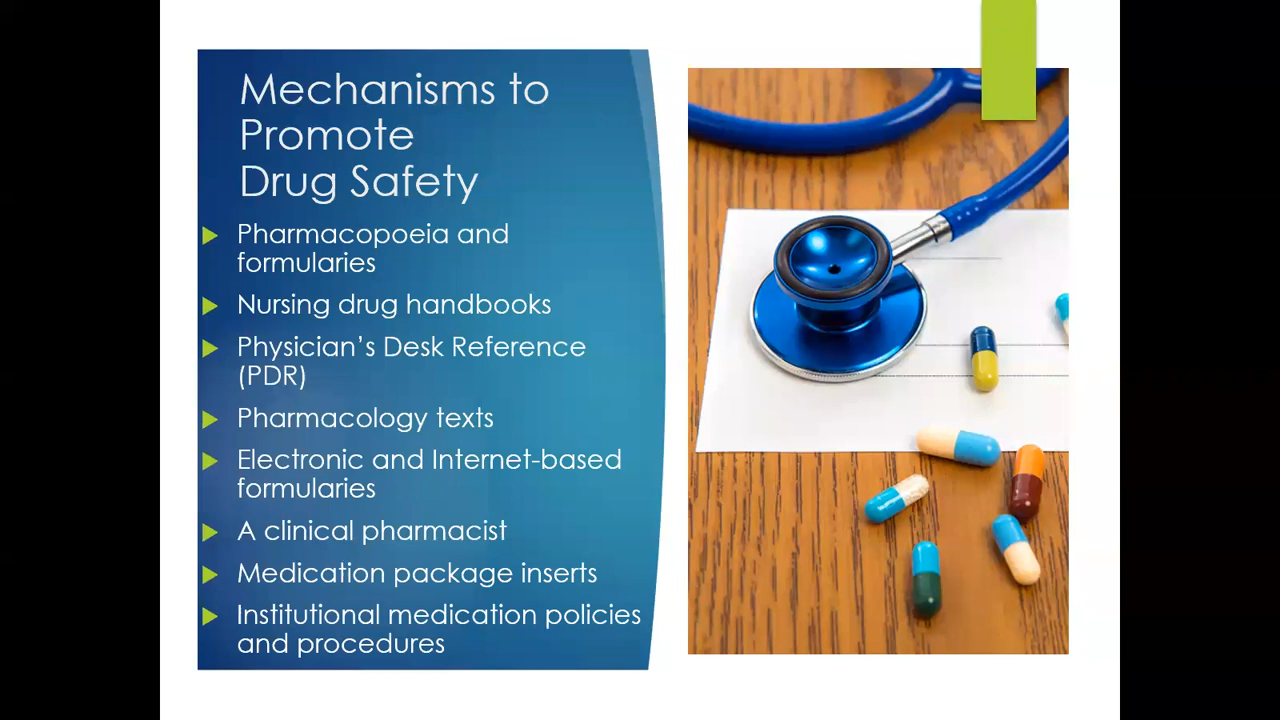 Mechanisms to
Promote
Drug Safety
Pharmacopoeia and
formularies
Nursing drug handbooks
Physician’s Desk Reference
(PDR)
Pharmacology texts
Electronic and Internet-based
formularies
A clinical pharmacist
Medication package inserts
Institutional medication policies
and procedures